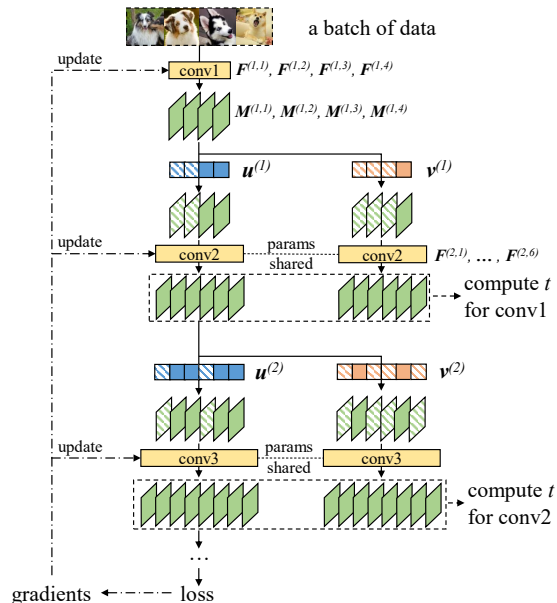 a batch of data
update
conv1
F(1,1), F(1,2), F(1,3), F(1,4)
M(1,1), M(1,2), M(1,3), M(1,4)
u(1)
v(1)
update
conv2
params
shared
conv2
F(2,1), ... , F(2,6)
compute t
for conv1
u(2)
v(2)
update
conv3
params
shared
conv3
compute t
for conv2
...
gradients
loss